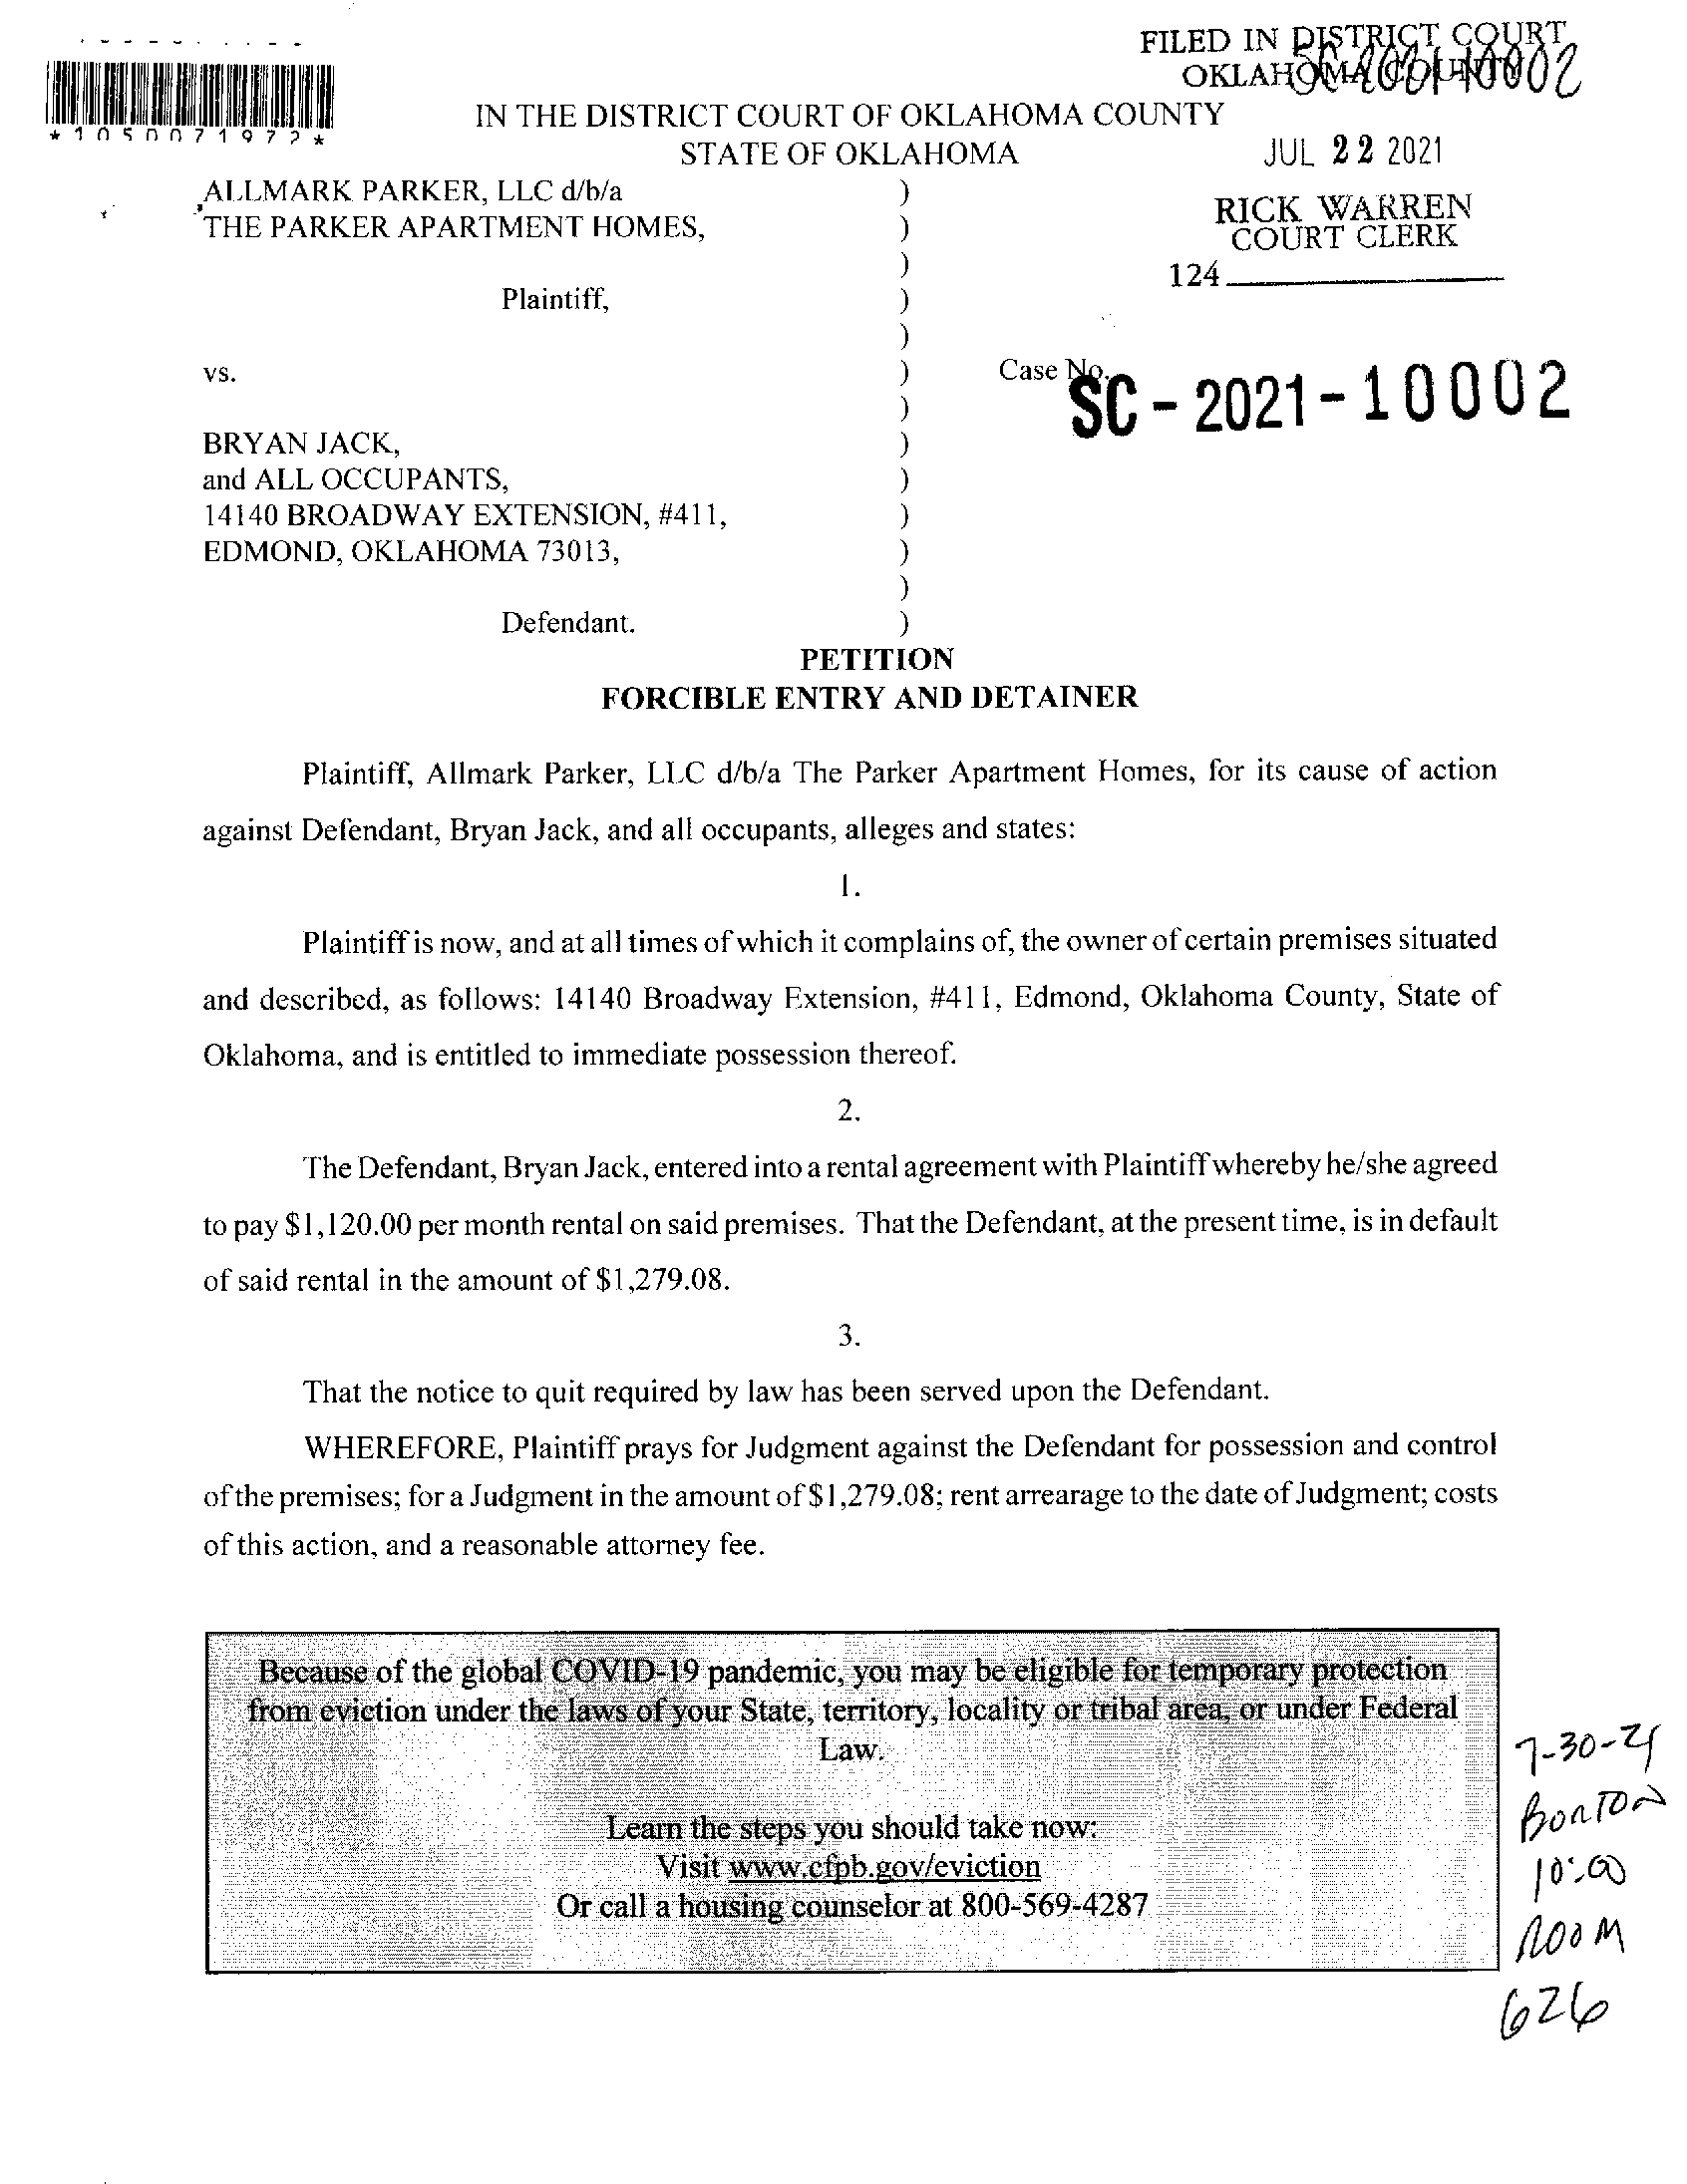 FILED IN DISTRICT COURT
OKLAHOMA COUNTY
SC-2021-10002
*1050071972*
IN THE DISTRICT COURT OF OKLAHOMA COUNTY
STATE OF OKLAHOMA
JUL 22 2021
RICK WARREN
COURT CLERK
124
ALLMARK PARKER, LLC d/b/a )
THE PARKER APARTMENT HOMES, )
)
Plaintiff, )
)
vs. )
Case No.
SC-2021-10002
)
BRYAN JACK, )
and ALL OCCUPANTS, )
14140 BROADWAY EXTENSION, #411, )
EDMOND, OKLAHOMA 73013, )
)
Defendant. )
PETITION
FORCIBLE ENTRY AND DETAINER
Plaintiff, Allmark Parker, LLC d/b/a The Parker Apartment Homes, for its cause of action
against Defendant, Bryan Jack, and all occupants, alleges and states:
1.
Plaintiff is now, and at all times of which it complains of, the owner of certain premises situated
and described, as follows: 14140 Broadway Extension, #411, Edmond, Oklahoma County, State of
Oklahoma, and is entitled to immediate possession thereof.
2.
The Defendant, Bryan Jack, entered into a rental agreement with Plaintiff whereby he/she agreed
to pay $1,120.00 per month rental on said premises. That the Defendant, at the present time, is in default
of said rental in the amount of $1,279.08.
3.
That the notice to quit required by law has been served upon the Defendant.
WHEREFORE, Plaintiff prays for Judgment against the Defendant for possession and control
of the premises; for a Judgment in the amount of $1,279.08; rent arrearage to the date of Judgment; costs
of this action, and a reasonable attorney fee.
Because of the global COVID-19 pandemic, you may be eligible for temporary protection
from eviction under the laws of your State, territory, locality or tribal area, or under Federal
Law.
Learn the steps you should take now:
Visit www.cfpb.gov/eviction
Or call a housing counselor at 800-569-4287
7-30-21
BONTON
10:00
ROOM
626